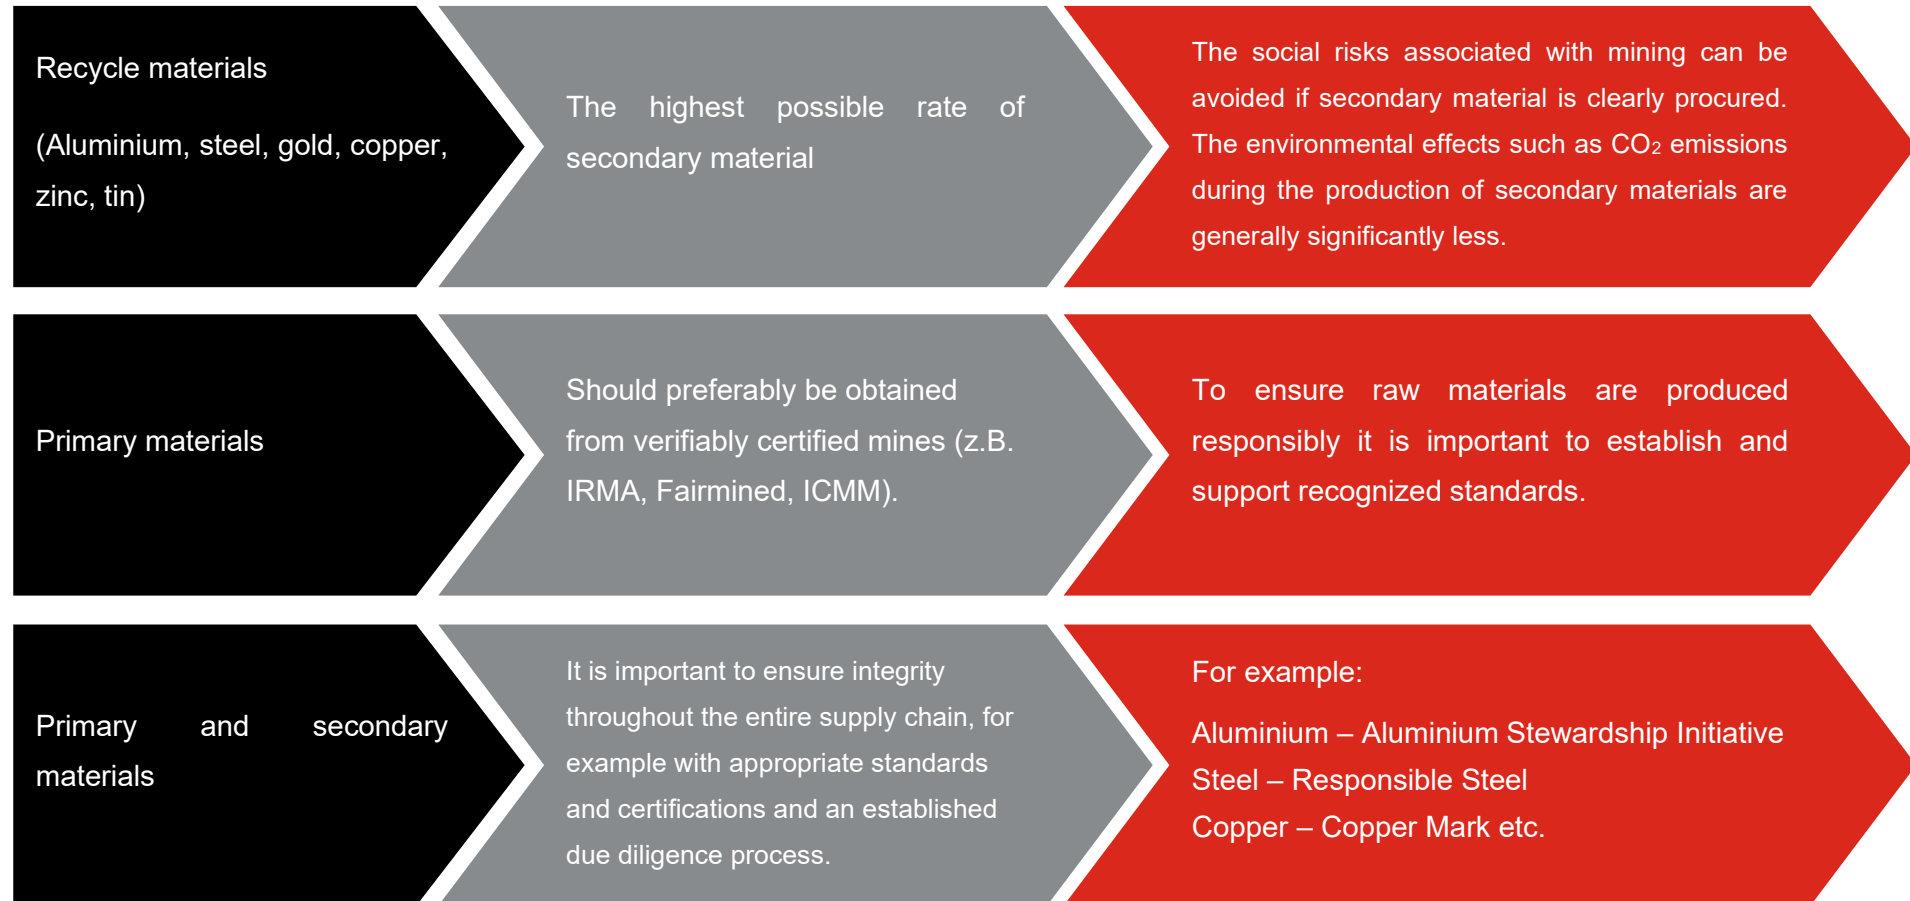 Recycle materials
(Aluminium, steel, gold, copper,
zinc, tin)
The highest possible rate of
secondary material
The social risks associated with mining can be
avoided if secondary material is clearly procured.
The environmental effects such as CO₂ emissions
during the production of secondary materials are
generally significantly less.
Primary materials
Should preferably be obtained
from verifiably certified mines (z.B.
IRMA, Fairmined, ICMM).
To ensure raw materials are produced
responsibly it is important to establish and
support recognized standards.
Primary and secondary
materials
It is important to ensure integrity
throughout the entire supply chain, for
example with appropriate standards
and certifications and an established
due diligence process.
For example:
Aluminium – Aluminium Stewardship Initiative
Steel – Responsible Steel
Copper – Copper Mark etc.